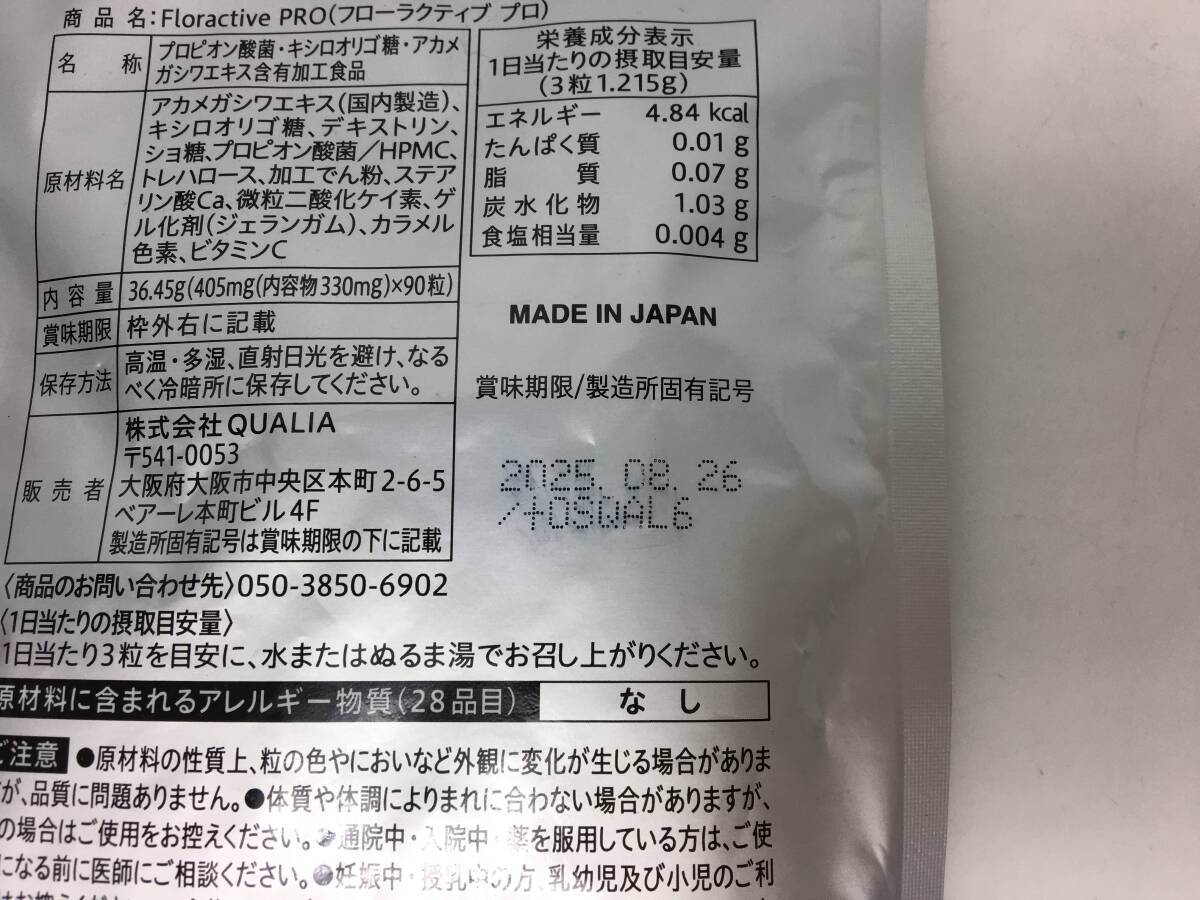 商品名:Floractive PRO(フローラクティブ プロ)
名称
プロピオン酸菌・キシロオリゴ糖・アカメ
ガシワエキス含有加工食品
原材料名
アカメガシワエキス(国内製造)、
キシロオリゴ糖、デキストリン、
ショ糖、プロピオン酸菌/HPMC、
トレハロース、加工でん粉、ステア
リン酸Ca、微粒二酸化ケイ素、ゲ
ル化剤(ジェランガム)、カラメル
色素、ビタミンC
内容量
36.45g(405mg(内容物330mg)×90粒)
賞味期限
枠外右に記載
保存方法
高温・多湿、直射日光を避け、なる
べく冷暗所に保存してください。
販売者
株式会社QUALIA
〒541-0053
大阪府大阪市中央区本町2-6-5
ベアーレ本町ビル4F
製造所固有記号は賞味期限の下に記載
栄養成分表示
1日当たりの摂取目安量
(3粒1.215g)
エネルギー 4.84 kcal
たんぱく質 0.01 g
脂質 0.07 g
炭水化物 1.03 g
食塩相当量 0.004 g
MADE IN JAPAN
賞味期限/製造所固有記号
2025.08.26
/+OSQAL6
〈商品のお問い合わせ先〉050-3850-6902
〈1日当たりの摂取目安量〉
1日当たり3粒を目安に、水またはぬるま湯でお召し上がりください。
原材料に含まれるアレルギー物質(28品目) なし
ご注意 ●原材料の性質上、粒の色やにおいなど外観に変化が生じる場合がありま
が、品質に問題ありません。●体質や体調によりまれに合わない場合がありますが、
の場合はご使用をお控えください。●通院中・入院中・薬を服用している方は、ご使
になる前に医師にご相談ください。●妊娠中・授乳中の方、乳幼児及び小児のご利